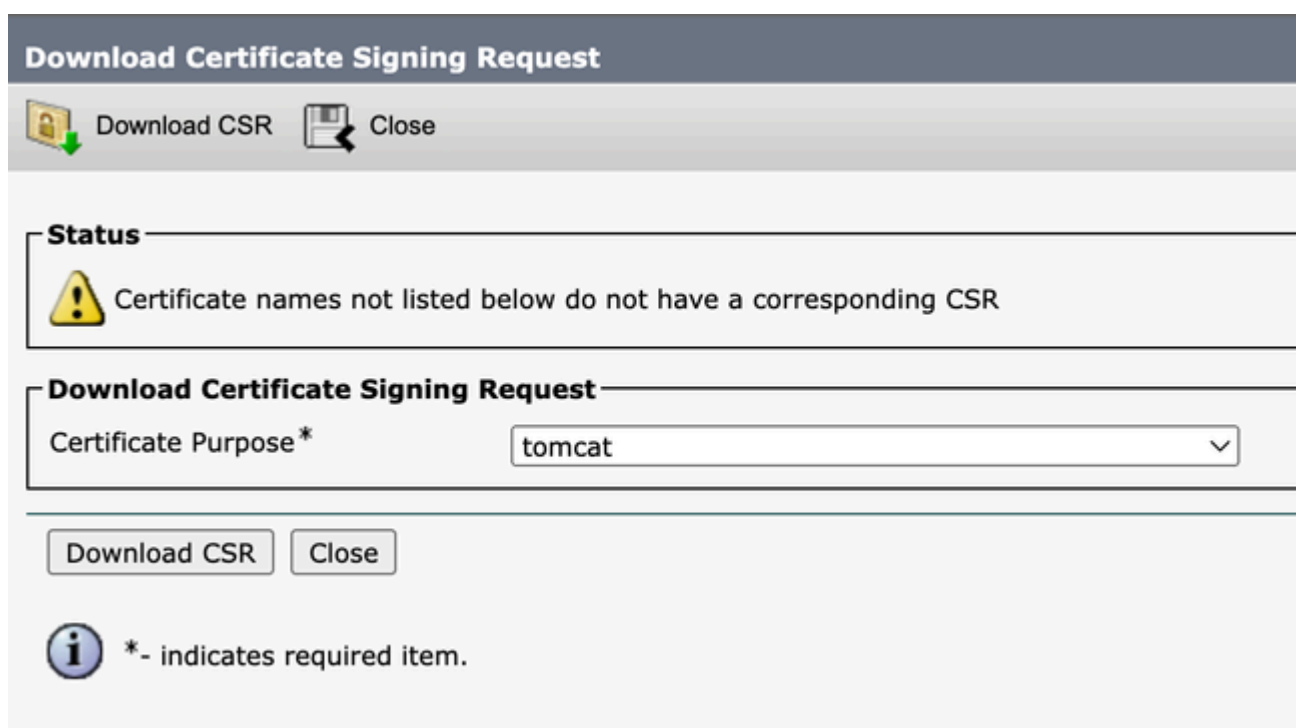 Download Certificate Signing Request
Download CSR Close
Status
Certificate names not listed below do not have a corresponding CSR
Download Certificate Signing Request
Certificate Purpose* tomcat
Download CSR Close
*- indicates required item.